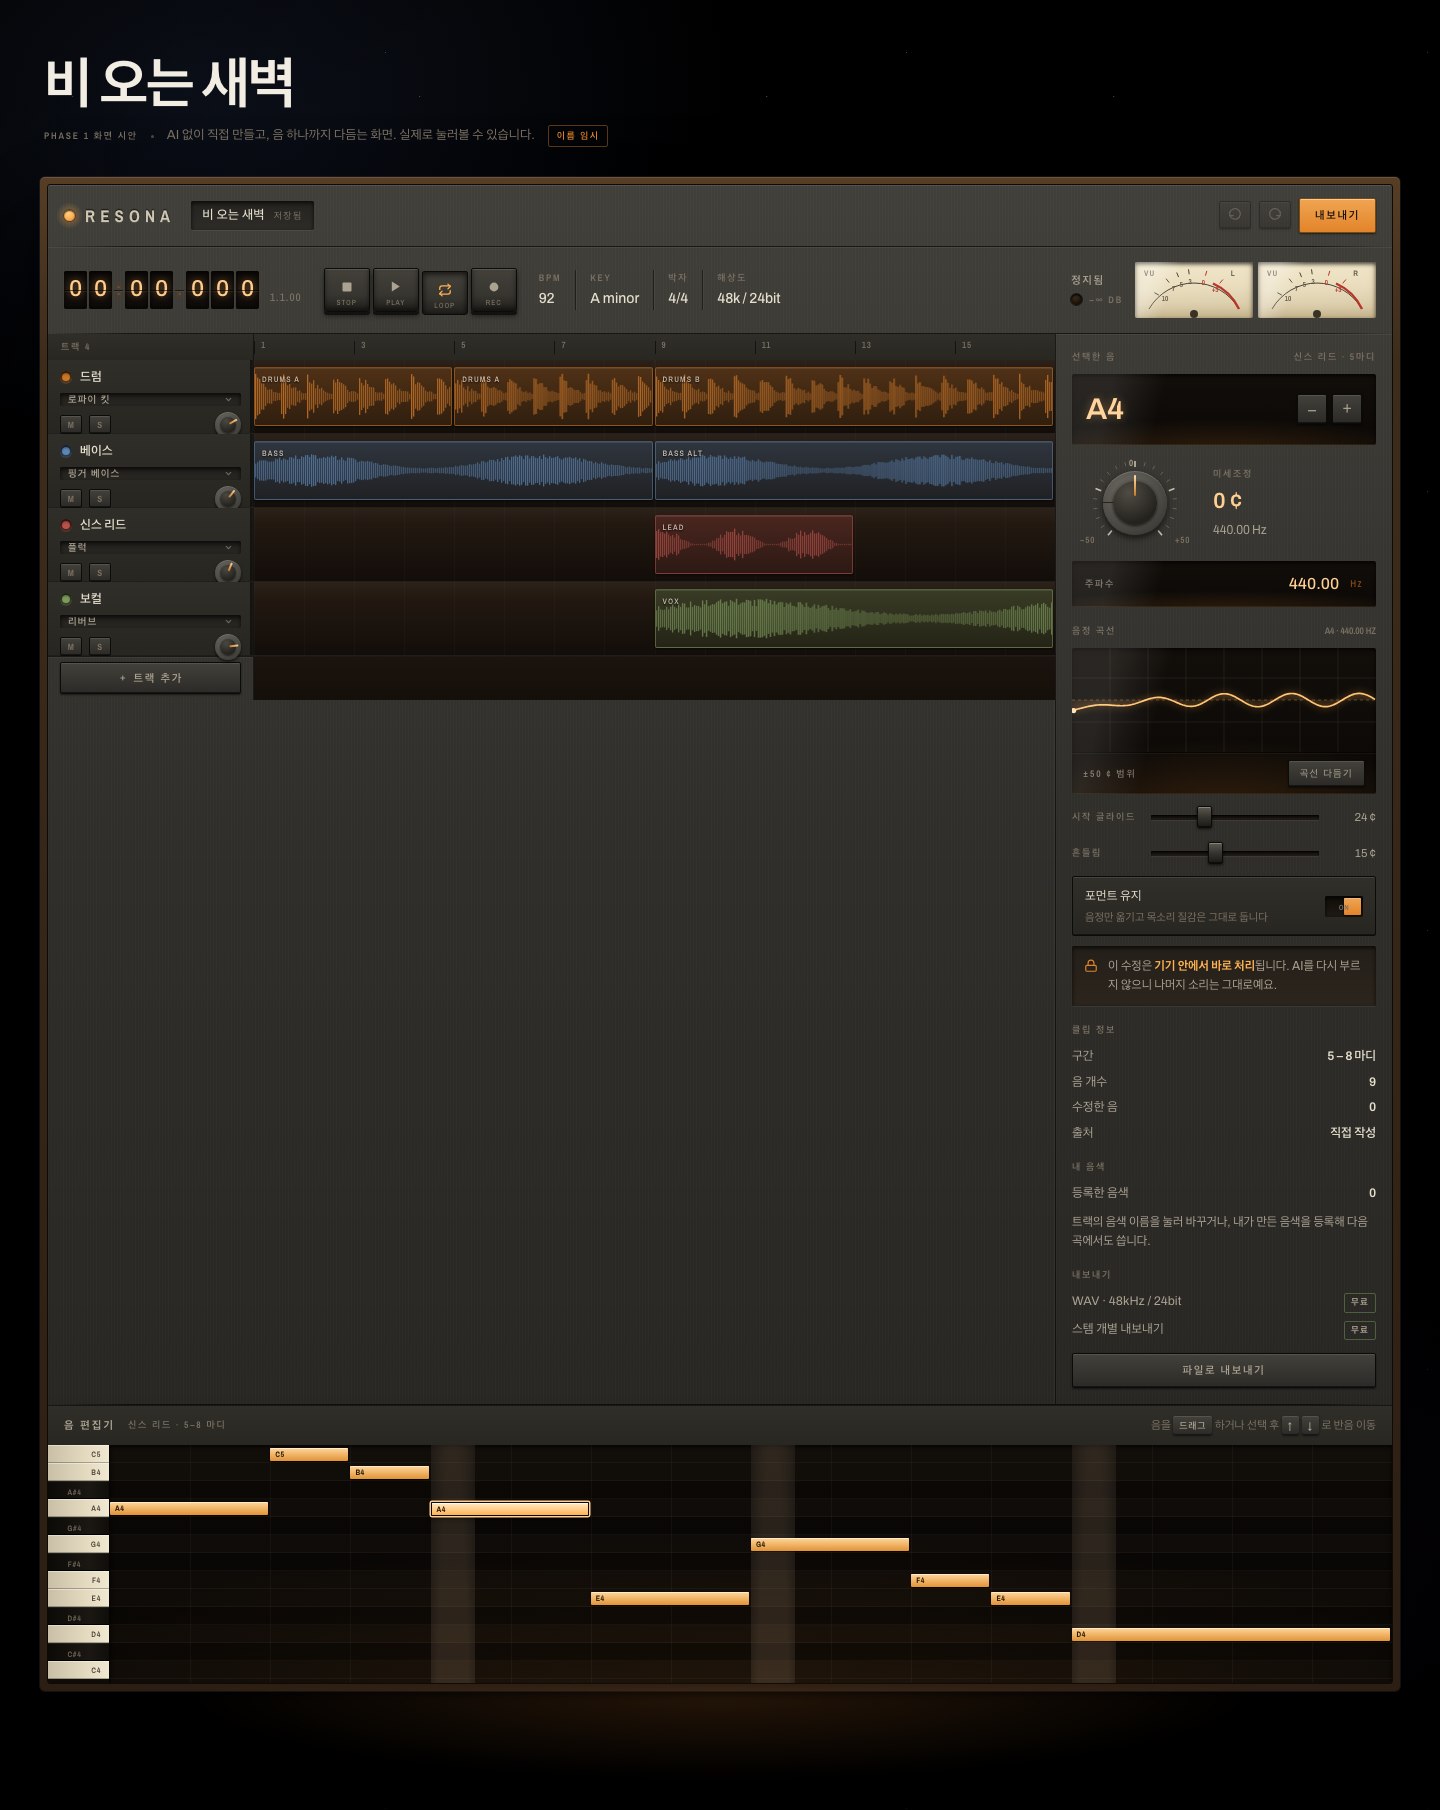 비 오는 새벽
PHASE 1 화면 시안 • AI 없이 직접 만들고, 음 하나까지 다듬는 화면. 실제로 눌러볼 수 있습니다. 이름 임시
RESONA 비 오는 새벽 저장됨 내보내기
00:00.000 1.1.00
STOP PLAY LOOP REC
BPM KEY 박자 해상도
92 A minor 4/4 48k / 24bit
정지됨
-∞ DB
VU L
10 7 5 3 0 +3
VU R
10 7 5 3 0 +3
트랙 4
1 3 5 7 9 11 13 15
드럼
로파이 킷
M S
DRUMS A DRUMS A DRUMS B
베이스
핑거 베이스
M S
BASS BASS ALT
신스 리드
플럭
M S
LEAD
보컬
리버브
M S
VOX
+ 트랙 추가
선택한 음 신스 리드 · 5마디
A4 − +
0
-50 +50
미세조정
0 ¢
440.00 Hz
주파수 440.00 Hz
음정 곡선 A4 · 440.00 HZ
±50 ¢ 범위 곡선 다듬기
시작 글라이드 24 ¢
흔들림 15 ¢
포먼트 유지
음정만 옮기고 목소리 질감은 그대로 둡니다
ON
이 수정은 기기 안에서 바로 처리됩니다. AI를 다시 부르
지 않으니 나머지 소리는 그대로예요.
클립 정보
구간 5 – 8 마디
음 개수 9
수정한 음 0
출처 직접 작성
내 음색
등록한 음색 0
트랙의 음색 이름을 눌러 바꾸거나, 내가 만든 음색을 등록해 다음
곡에서도 씁니다.
내보내기
WAV · 48kHz / 24bit 무료
스템 개별 내보내기 무료
파일로 내보내기
음 편집기 신스 리드 · 5–8 마디
음을 드래그 하거나 선택 후 ↑ ↓ 로 반음 이동
C5 C5
B4 B4
A#4
A4 A4 A4
G#4
G4 G4
F#4
F4 F4
E4 E4 E4
D#4
D4 D4
C#4
C4